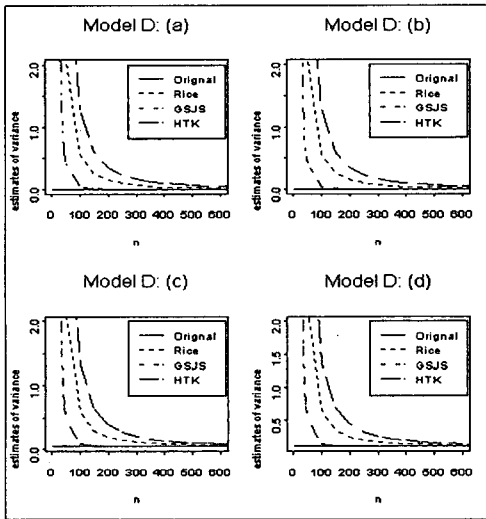 Model D: (a)
estimates of variance
2.0
1.0
0.0
Orignal
Rice
GSJS
HTK
0 100 200 300 400 500 600
n
Model D: (b)
estimates of variance
2.0
1.0
0.0
Orignal
Rice
GSJS
HTK
0 100 200 300 400 500 600
n
Model D: (c)
estimates of variance
2.0
1.0
0.0
Orignal
Rice
GSJS
HTK
0 100 200 300 400 500 600
n
Model D: (d)
estimates of variance
2.0
1.5
1.0
0.5
Orignal
Rice
GSJS
HTK
0 100 200 300 400 500 600
n